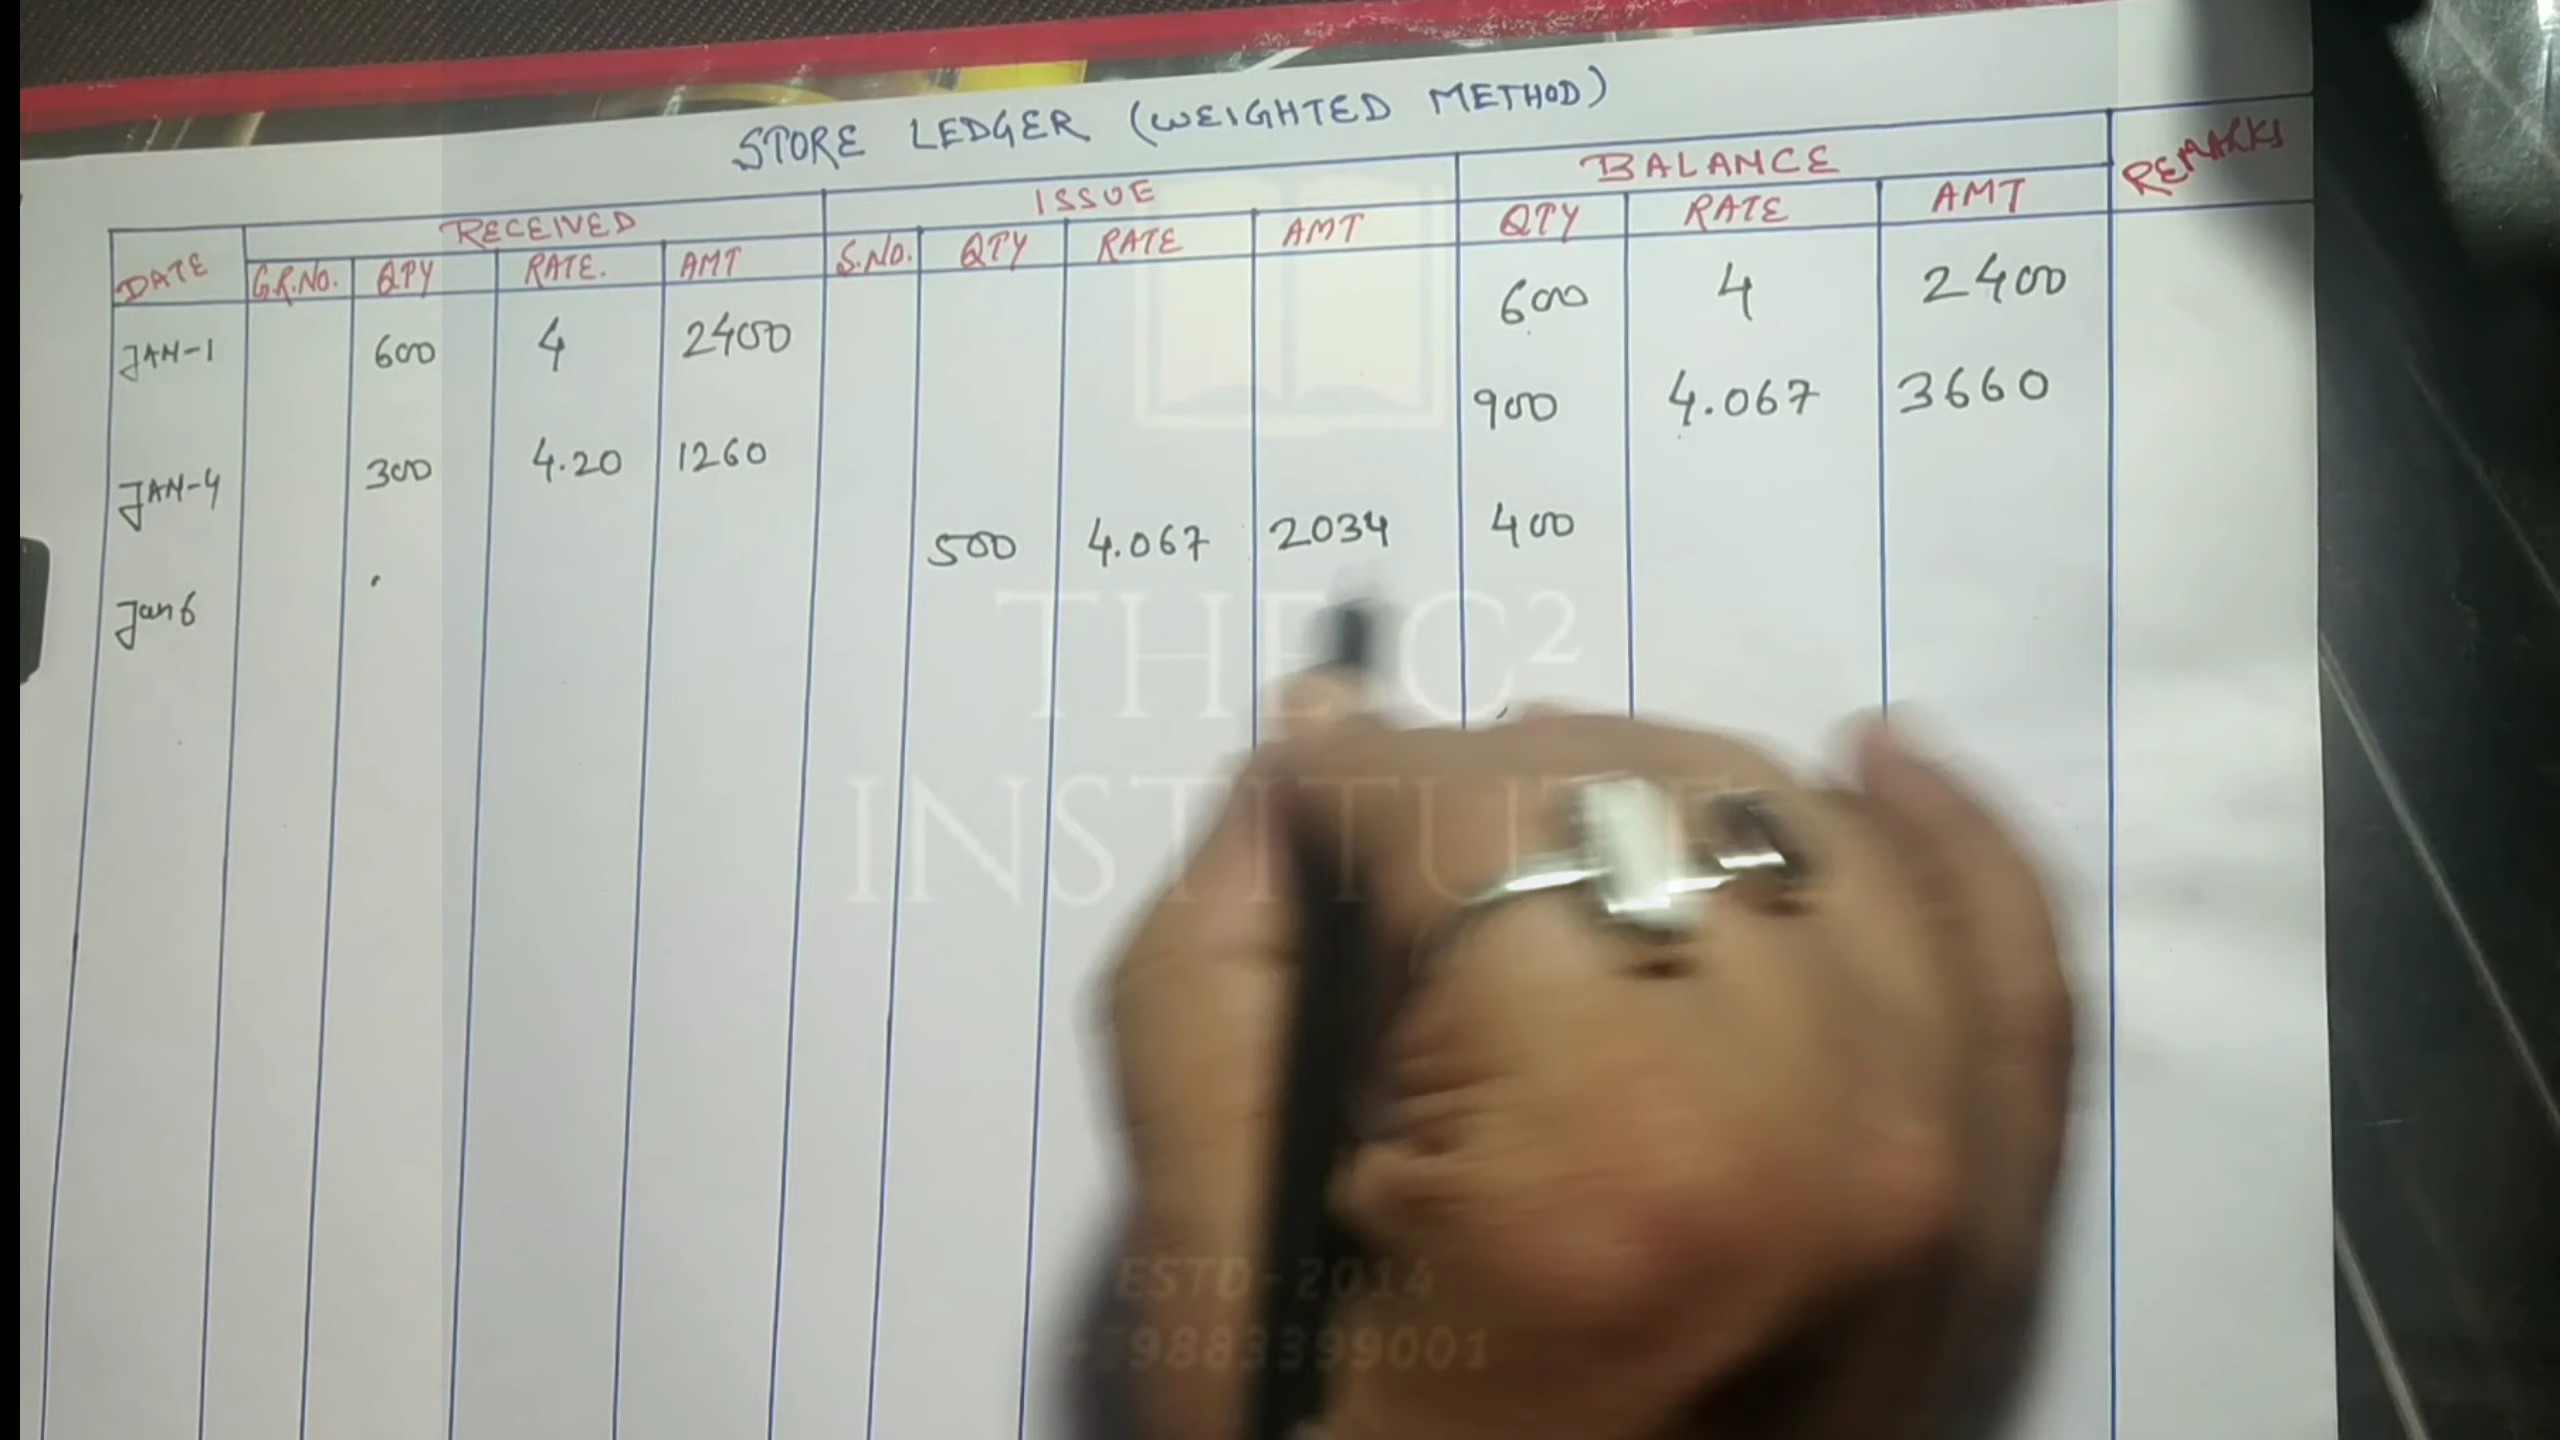 STORE LEDGER (WEIGHTED METHOD)
DATE RECEIVED ISSUE BALANCE REMARKS
G.R.NO. QTY RATE. AMT S.NO. QTY RATE AMT QTY RATE AMT
JAN-1 600 4 2400 600 4 2400
JAN-4 300 4.20 1260 900 4.067 3660
Jan 6 500 4.067 2034 400
THE C²
INSTITUTE
ESTD-2014
9883399001